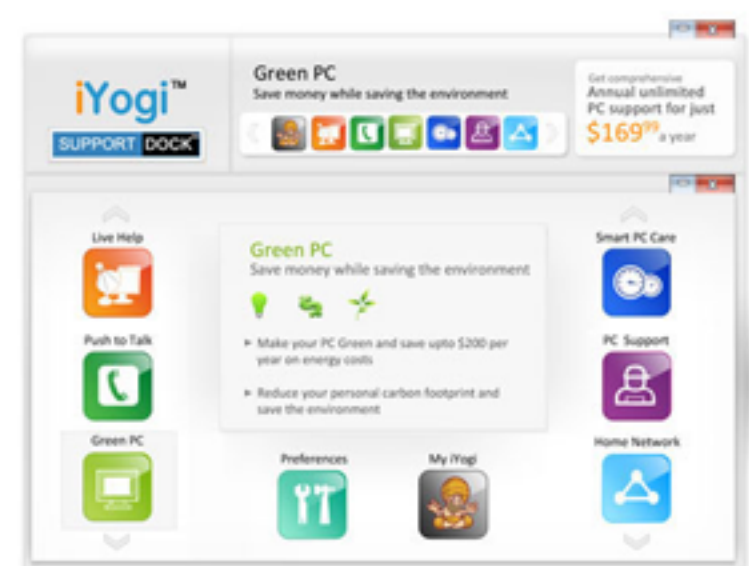 iYogi™
SUPPORT DOCK
Green PC
Save money while saving the environment
Get comprehensive
Annual unlimited
PC support for just
$169⁹⁹ a year
Live Help
Push to Talk
Green PC
Green PC
Save money while saving the environment
▸ Make your PC Green and save upto $200 per
year on energy costs
▸ Reduce your personal carbon footprint and
save the environment
Preferences
My iYogi
Smart PC Care
PC Support
Home Network